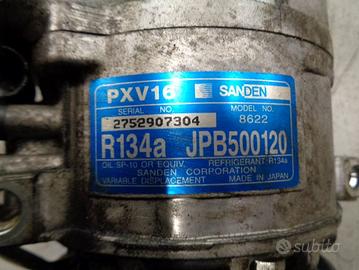 PXV16 SANDEN
SERIAL NO. MODEL NO.
2752907304 8622
R134a JPB500120
OIL SP-10 OR EQUIV. REFRIGERANT R134a
SANDEN CORPORATION
VARIABLE DISPLACEMENT MADE IN JAPAN
subito